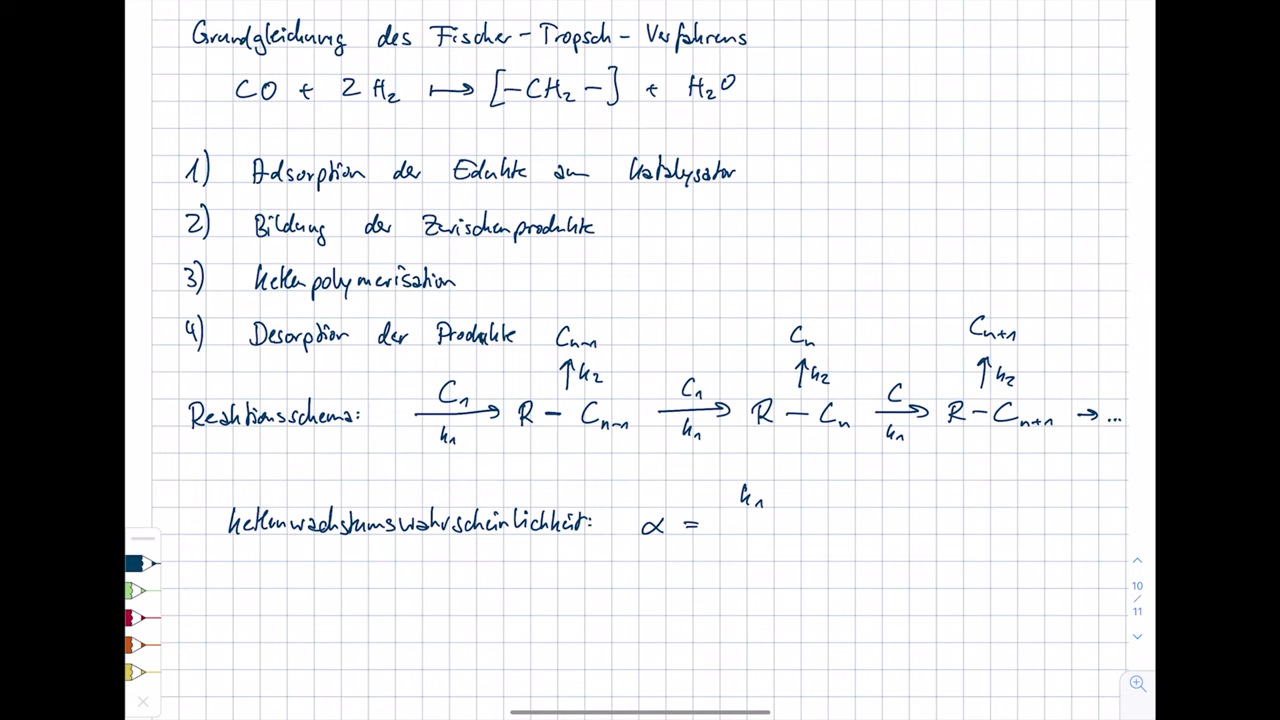 Grundgleichung des Fischer-Tropsch-Verfahrens
CO + 2 H₂ ⟼ [-CH₂-] + H₂O
1) Adsorption der Edukte am Katalysator
2) Bildung der Zwischenprodukte
3) Kettenpolymerisation
4) Desorption der Produkte
Cₙ₋₁ Cₙ Cₙ₊₁
↑k₂ ↑k₂ ↑k₂
C₁ C₁ C
Reaktionsschema: → R - Cₙ₋₁ → R - Cₙ → R - Cₙ₊₁ → ...
k₁ k₁ k₁
k₁
Kettenwachstumswahrscheinlichkeit: α =
10
/
11